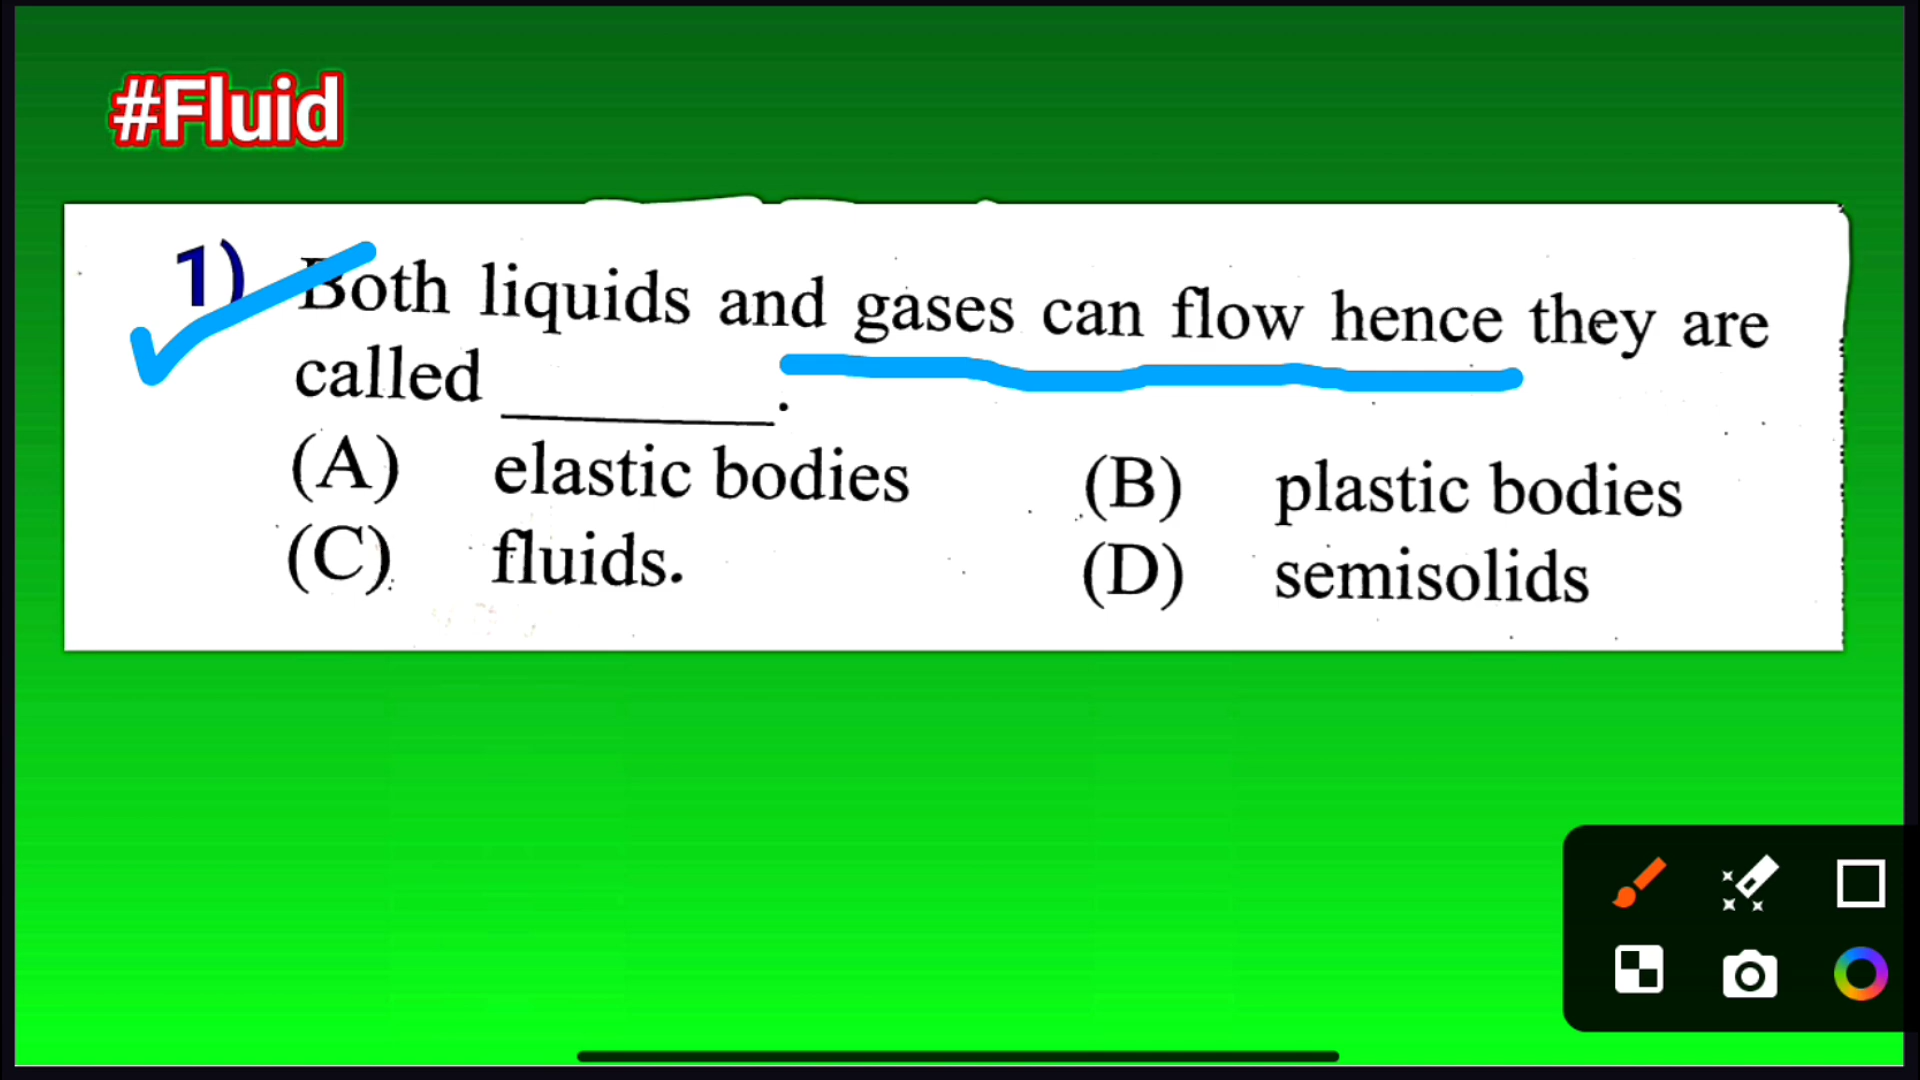 #Fluid
1) Both liquids and gases can flow hence they are
called ________.
(A) elastic bodies (B) plastic bodies
(C) fluids. (D) semisolids